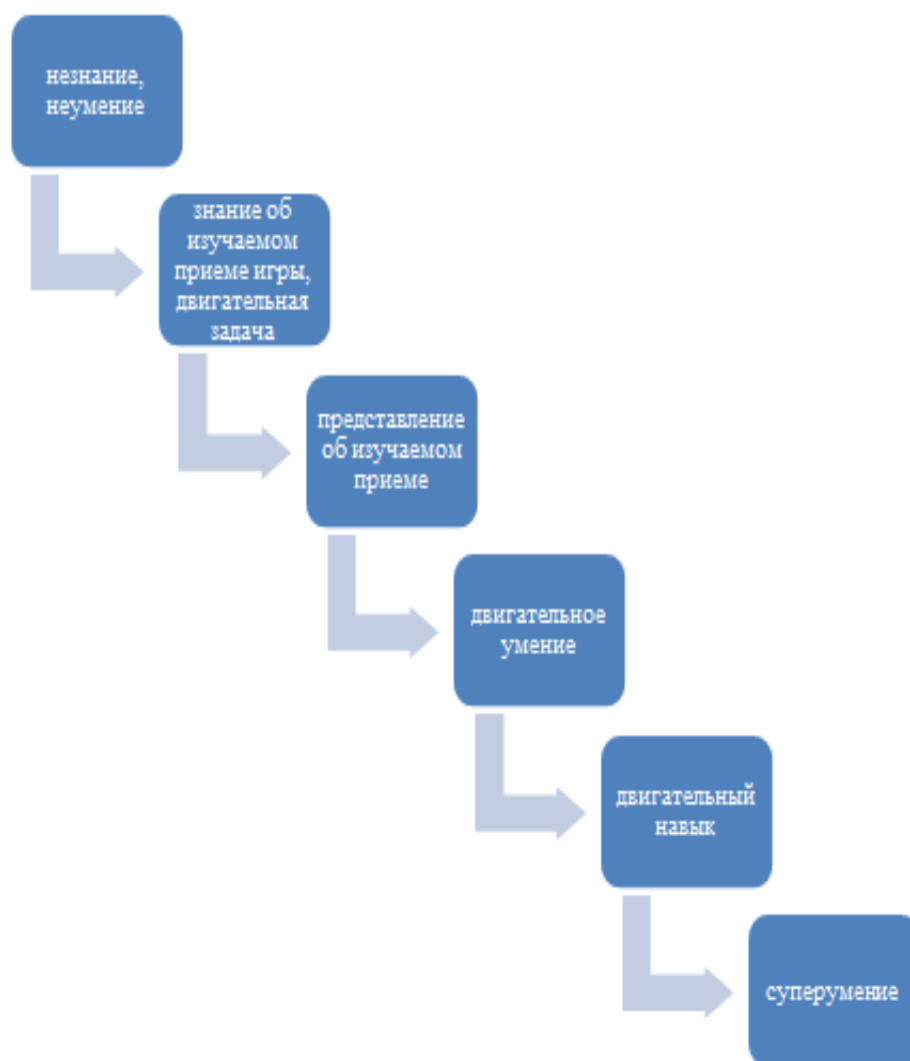 незнание,
неумение
знание об
изучаемом
приеме игры,
двигательная
задача
представление
об изучаемом
приеме
двигательное
умение
двигательный
навык
суперумение